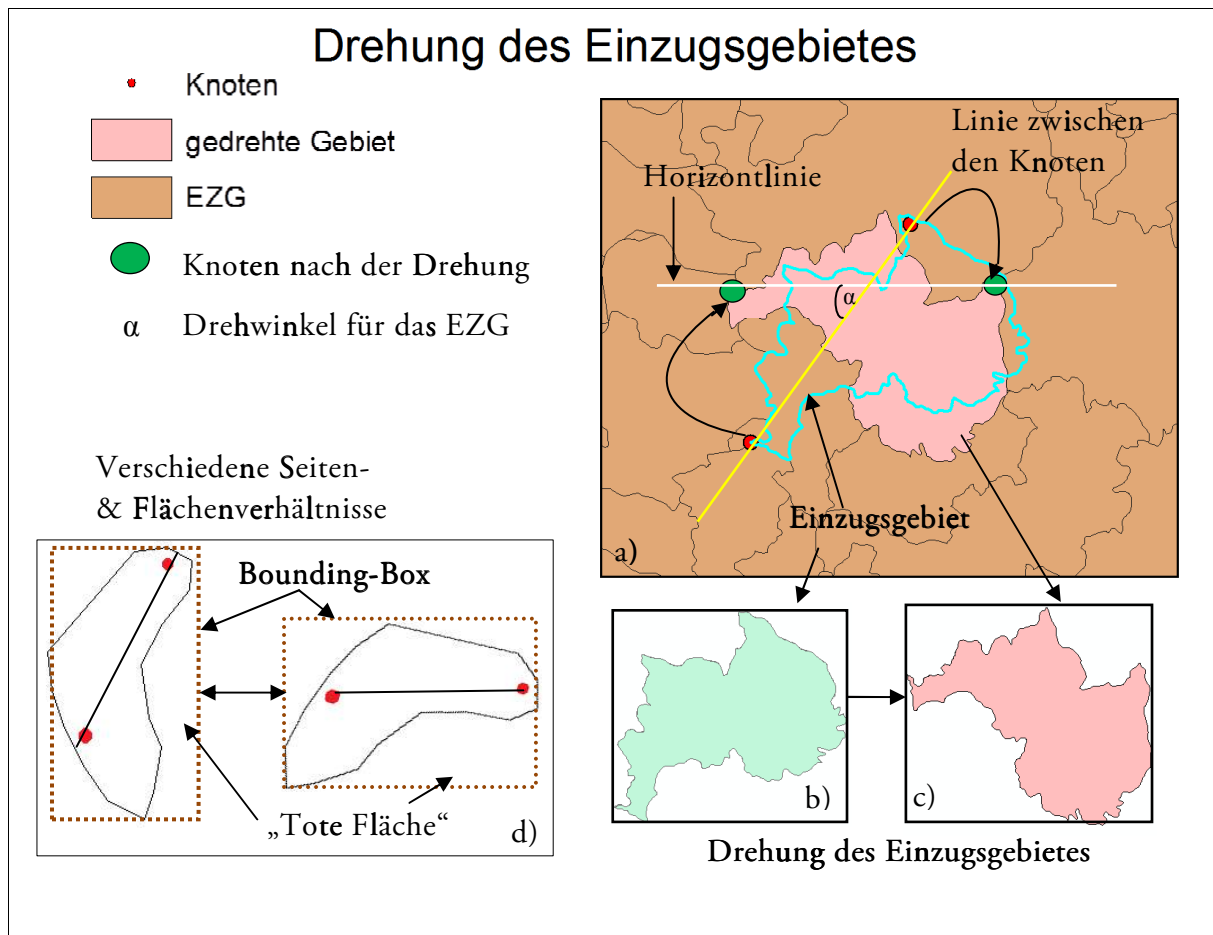 Drehung des Einzugsgebietes
Knoten
gedrehte Gebiet
EZG
Knoten nach der Drehung
α Drehwinkel für das EZG
Linie zwischen
den Knoten
Horizontlinie
α
Einzugsgebiet
a)
Verschiedene Seiten-
& Flächenverhältnisse
Bounding-Box
„Tote Fläche“
d)
b)
c)
Drehung des Einzugsgebietes